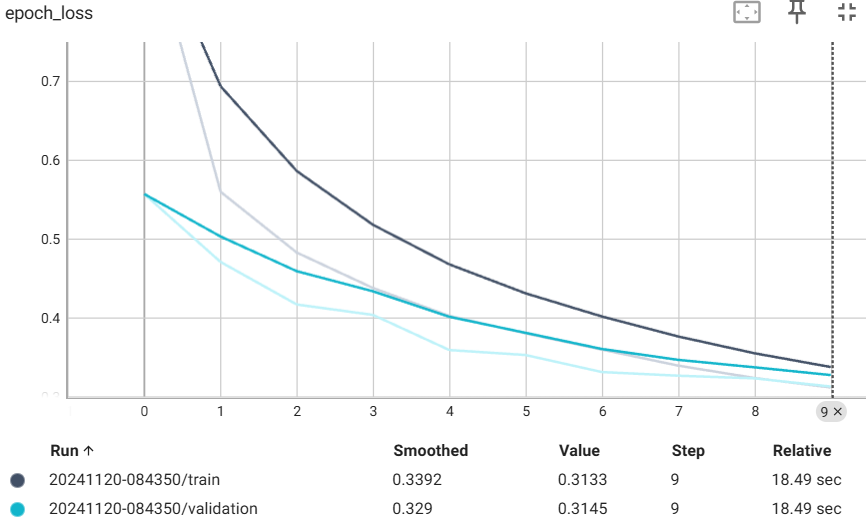 epoch_loss
0.7
0.6
0.5
0.4
0.3
0 1 2 3 4 5 6 7 8 9 ×
Run ↑ Smoothed Value Step Relative
20241120-084350/train 0.3392 0.3133 9 18.49 sec
20241120-084350/validation 0.329 0.3145 9 18.49 sec